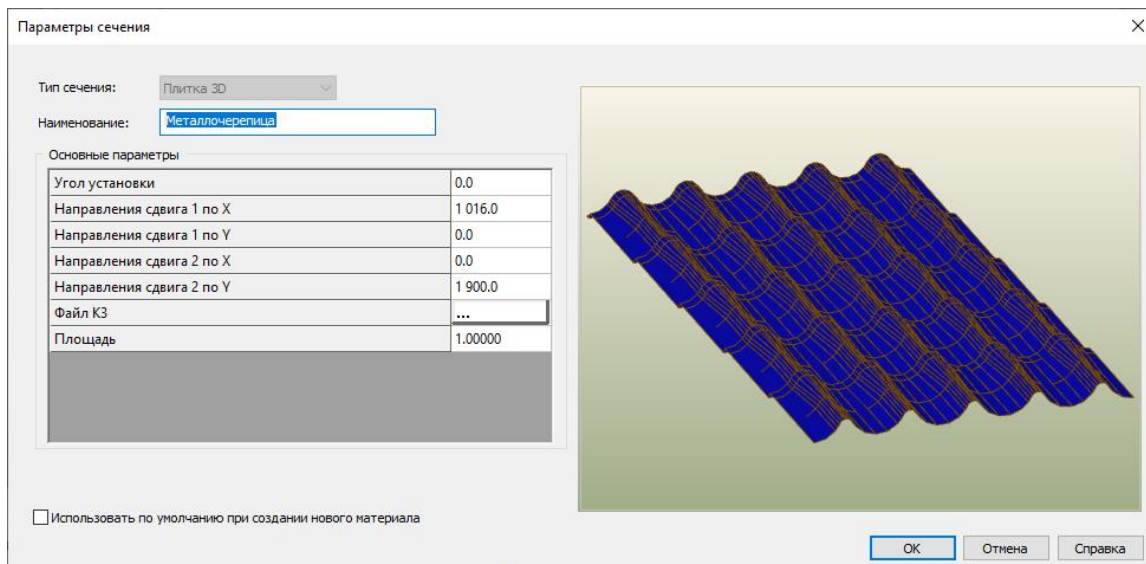 Параметры сечения
Тип сечения: Плитка 3D
Наименование: Металлочерепица
Основные параметры
Угол установки 0.0
Направления сдвига 1 по X 1 016.0
Направления сдвига 1 по Y 0.0
Направления сдвига 2 по X 0.0
Направления сдвига 2 по Y 1 900.0
Файл К3 ...
Площадь 1.00000
Использовать по умолчанию при создании нового материала
OK Отмена Справка